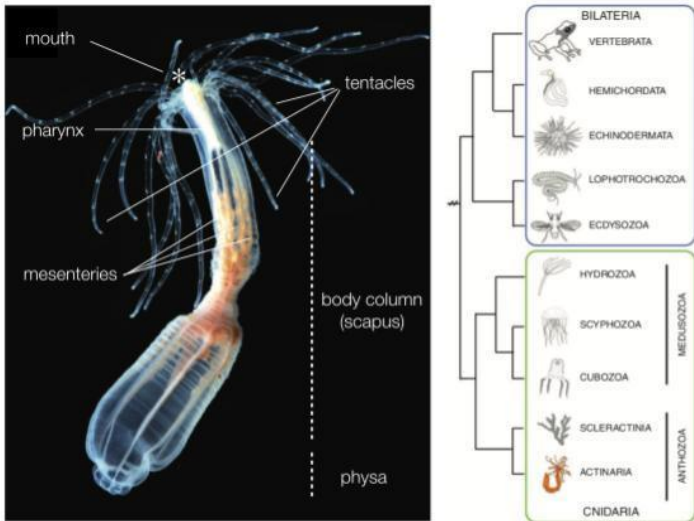 mouth
*
tentacles
pharynx
mesenteries
body column
(scapus)
physa
BILATERIA
VERTEBRATA
HEMICHORDATA
ECHINODERMATA
LOPHOTROCHOZOA
ECDYSOZOA
HYDROZOA
SCYPHOZOA
CUBOZOA
MEDUSOZOA
SCLERACTINIA
ACTINARIA
ANTHOZOA
CNIDARIA